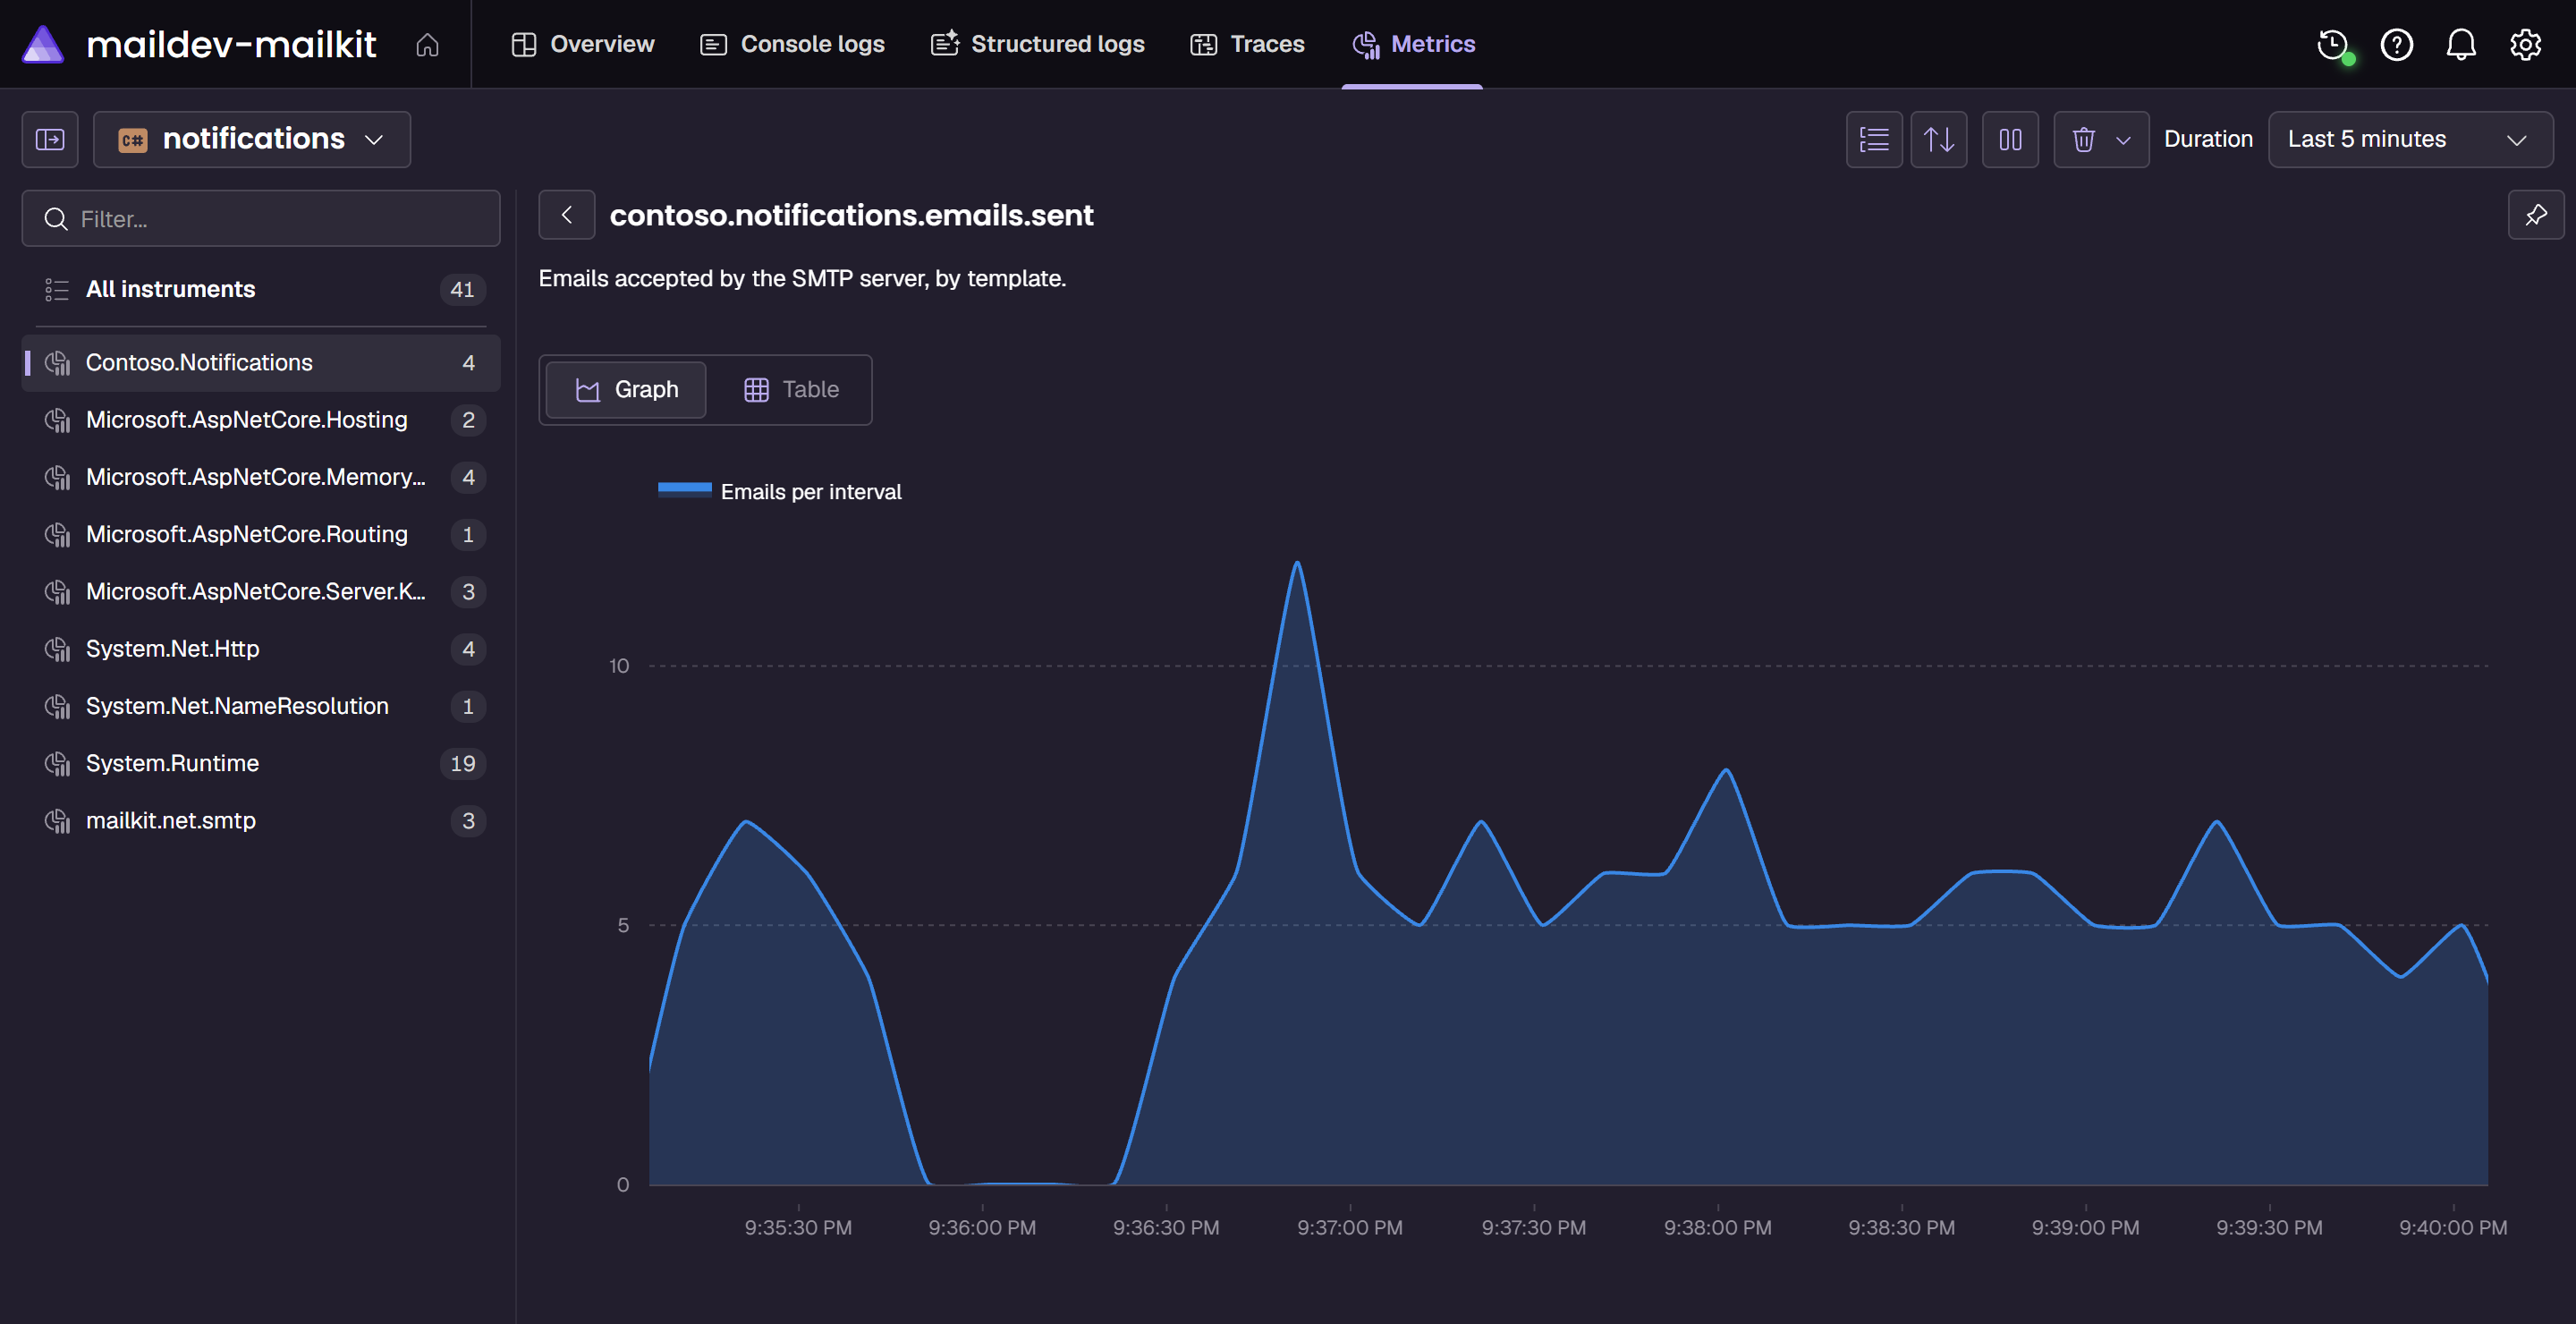 maildev-mailkit
Overview
Console logs
Structured logs
Traces
Metrics
C# notifications
Duration
Last 5 minutes
Filter...
All instruments 41
Contoso.Notifications 4
Microsoft.AspNetCore.Hosting 2
Microsoft.AspNetCore.Memory... 4
Microsoft.AspNetCore.Routing 1
Microsoft.AspNetCore.Server.K... 3
System.Net.Http 4
System.Net.NameResolution 1
System.Runtime 19
mailkit.net.smtp 3
contoso.notifications.emails.sent
Emails accepted by the SMTP server, by template.
Graph
Table
Emails per interval
10
5
0
9:35:30 PM
9:36:00 PM
9:36:30 PM
9:37:00 PM
9:37:30 PM
9:38:00 PM
9:38:30 PM
9:39:00 PM
9:39:30 PM
9:40:00 PM